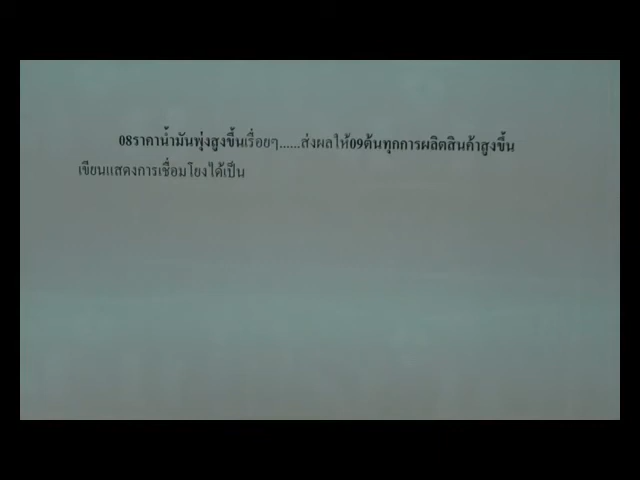 08ราคาน้ำมันพุ่งสูงขึ้นเรื่อยๆ......ส่งผลให้09ต้นทุกการผลิตสินค้าสูงขึ้น
เขียนแสดงการเชื่อมโยงได้เป็น